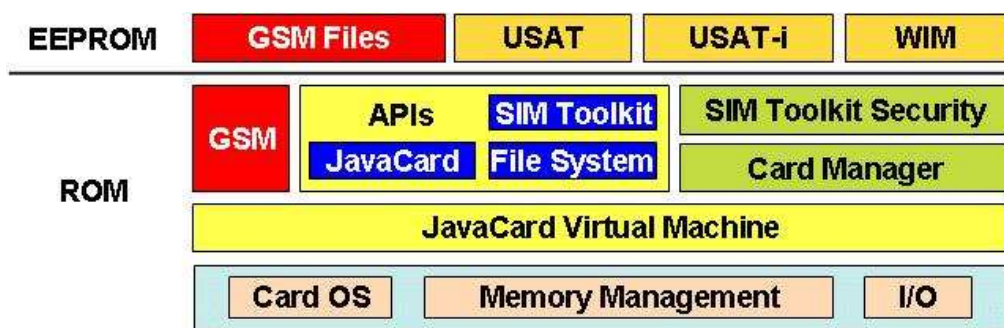 EEPROM GSM Files USAT USAT-i WIM
GSM APIs SIM Toolkit SIM Toolkit Security
JavaCard File System Card Manager
ROM
JavaCard Virtual Machine
Card OS Memory Management I/O